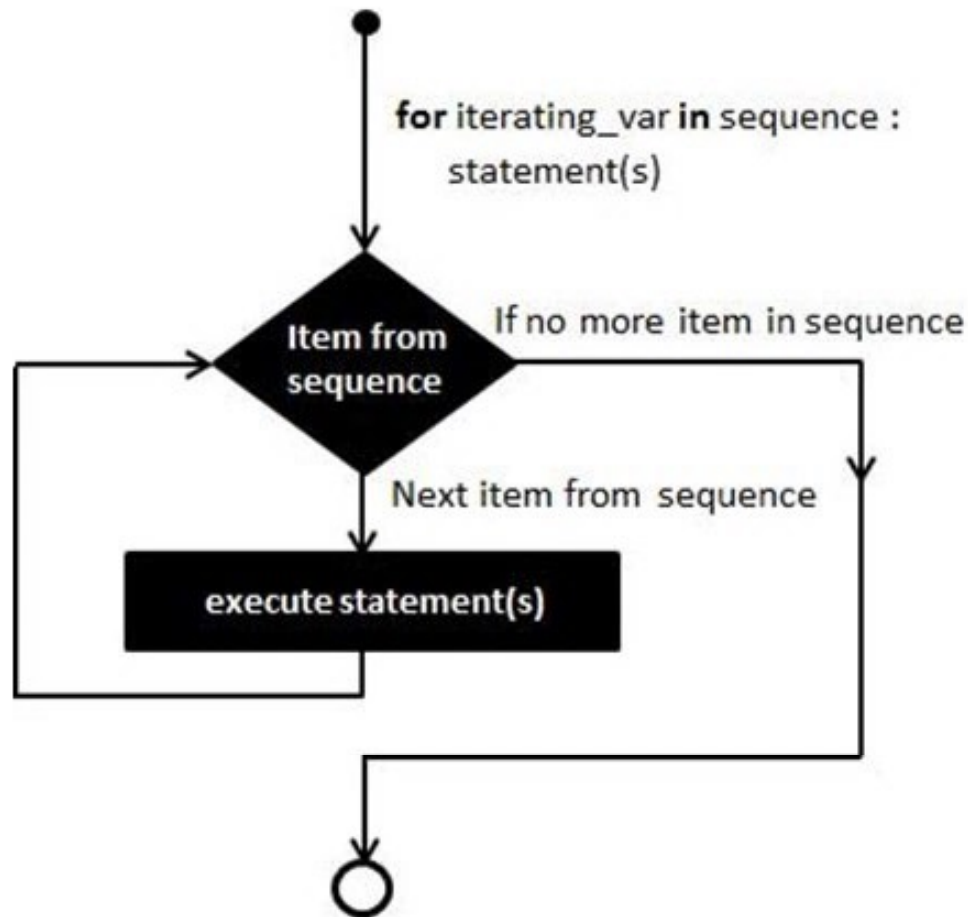 for iterating_var in sequence :
statement(s)
If no more item in sequence
Item from
sequence
Next item from sequence
execute statement(s)